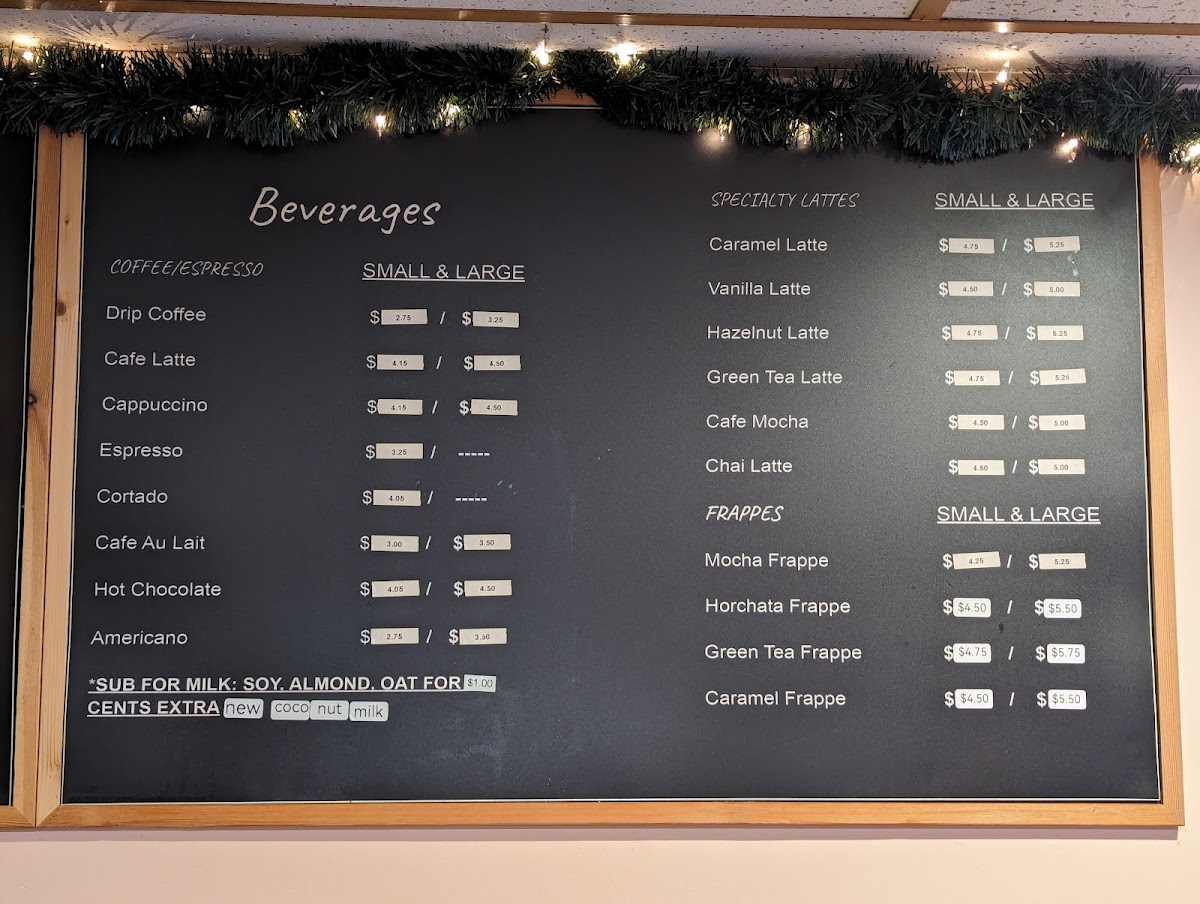 Beverages
COFFEE/ESPRESSO SMALL & LARGE
Drip Coffee $ 2.75 / $ 3.25
Cafe Latte $ 4.15 / $ 4.50
Cappuccino $ 4.15 / $ 4.50
Espresso $ 3.25 / -----
Cortado $ 4.05 / -----
Cafe Au Lait $ 3.00 / $ 3.50
Hot Chocolate $ 4.05 / $ 4.50
Americano $ 2.75 / $ 3.50
*SUB FOR MILK: SOY, ALMOND, OAT FOR $1.00
CENTS EXTRA new coco nut milk
SPECIALTY LATTES SMALL & LARGE
Caramel Latte $ 4.75 / $ 5.25
Vanilla Latte $ 4.50 / $ 5.00
Hazelnut Latte $ 4.75 / $ 5.25
Green Tea Latte $ 4.75 / $ 5.25
Cafe Mocha $ 4.50 / $ 5.00
Chai Latte $ 4.50 / $ 5.00
FRAPPES SMALL & LARGE
Mocha Frappe $ 4.25 / $ 5.25
Horchata Frappe $ $4.50 / $ $5.50
Green Tea Frappe $ $4.75 / $ $5.75
Caramel Frappe $ $4.50 / $ $5.50